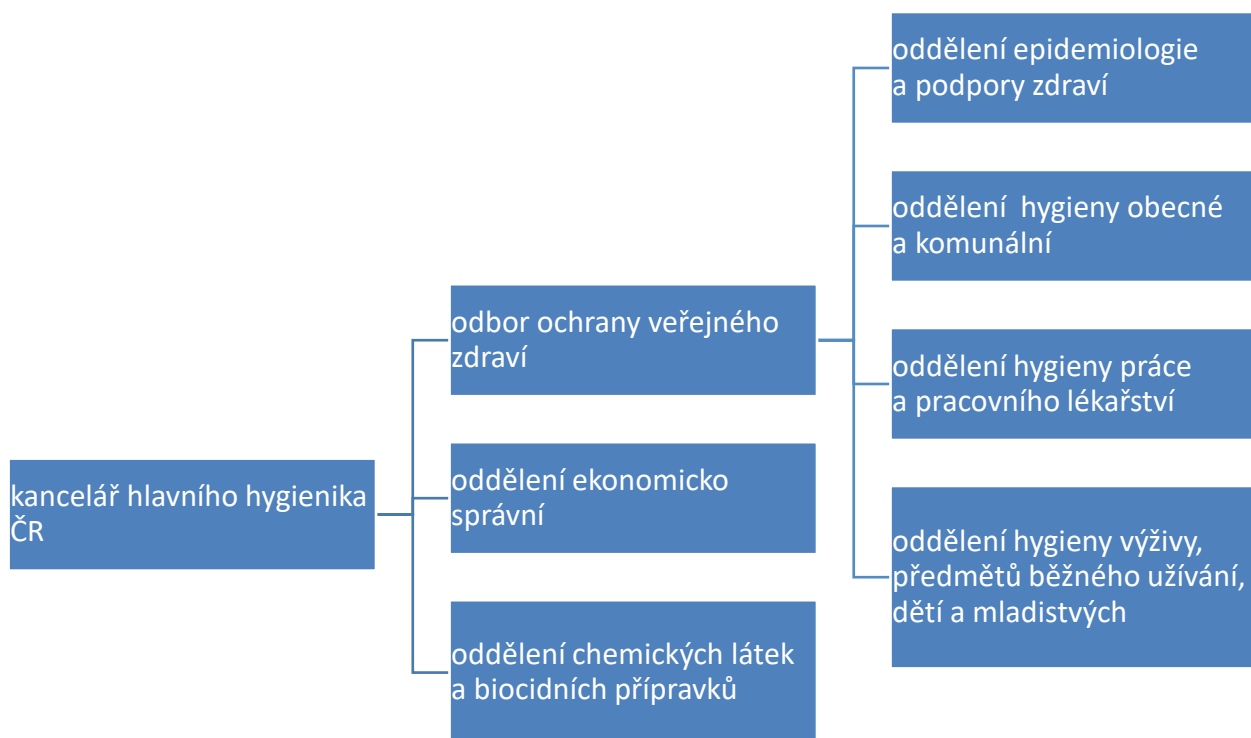 kancelář hlavního hygienika
ČR
odbor ochrany veřejného
zdraví
oddělení ekonomicko
správní
oddělení chemických látek
a biocidních přípravků
oddělení epidemiologie
a podpory zdraví
oddělení  hygieny obecné
a komunální
oddělení hygieny práce
a pracovního lékařství
oddělení hygieny výživy,
předmětů běžného užívání,
dětí a mladistvých